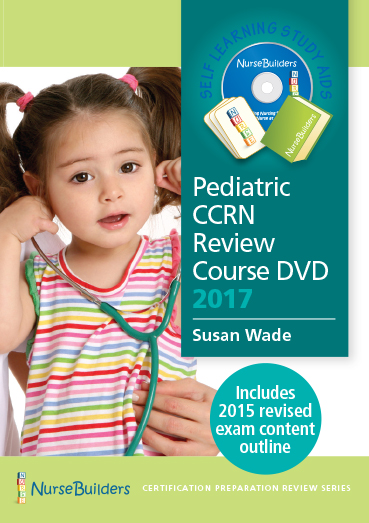 SELF LEARNING STUDY AIDS
NurseBuilders
NurseBuilders
Pediatric
CCRN
Review
Course DVD
2017
Susan Wade
Includes
2015 revised
exam content
outline
NurseBuilders
CERTIFICATION PREPARATION REVIEW SERIES